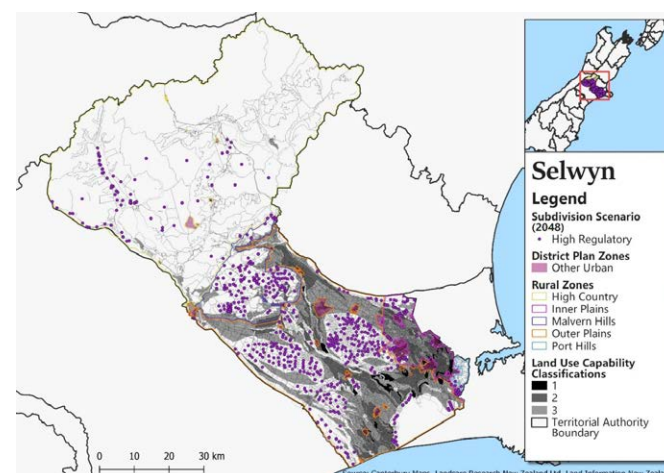 Selwyn
Legend
Subdivision Scenario
(2048)
High Regulatory
District Plan Zones
Other Urban
Rural Zones
High Country
Inner Plains
Malvern Hills
Outer Plains
Port Hills
Land Use Capability
Classifications
1
2
3
Territorial Authority
Boundary
0 10 20 30 km